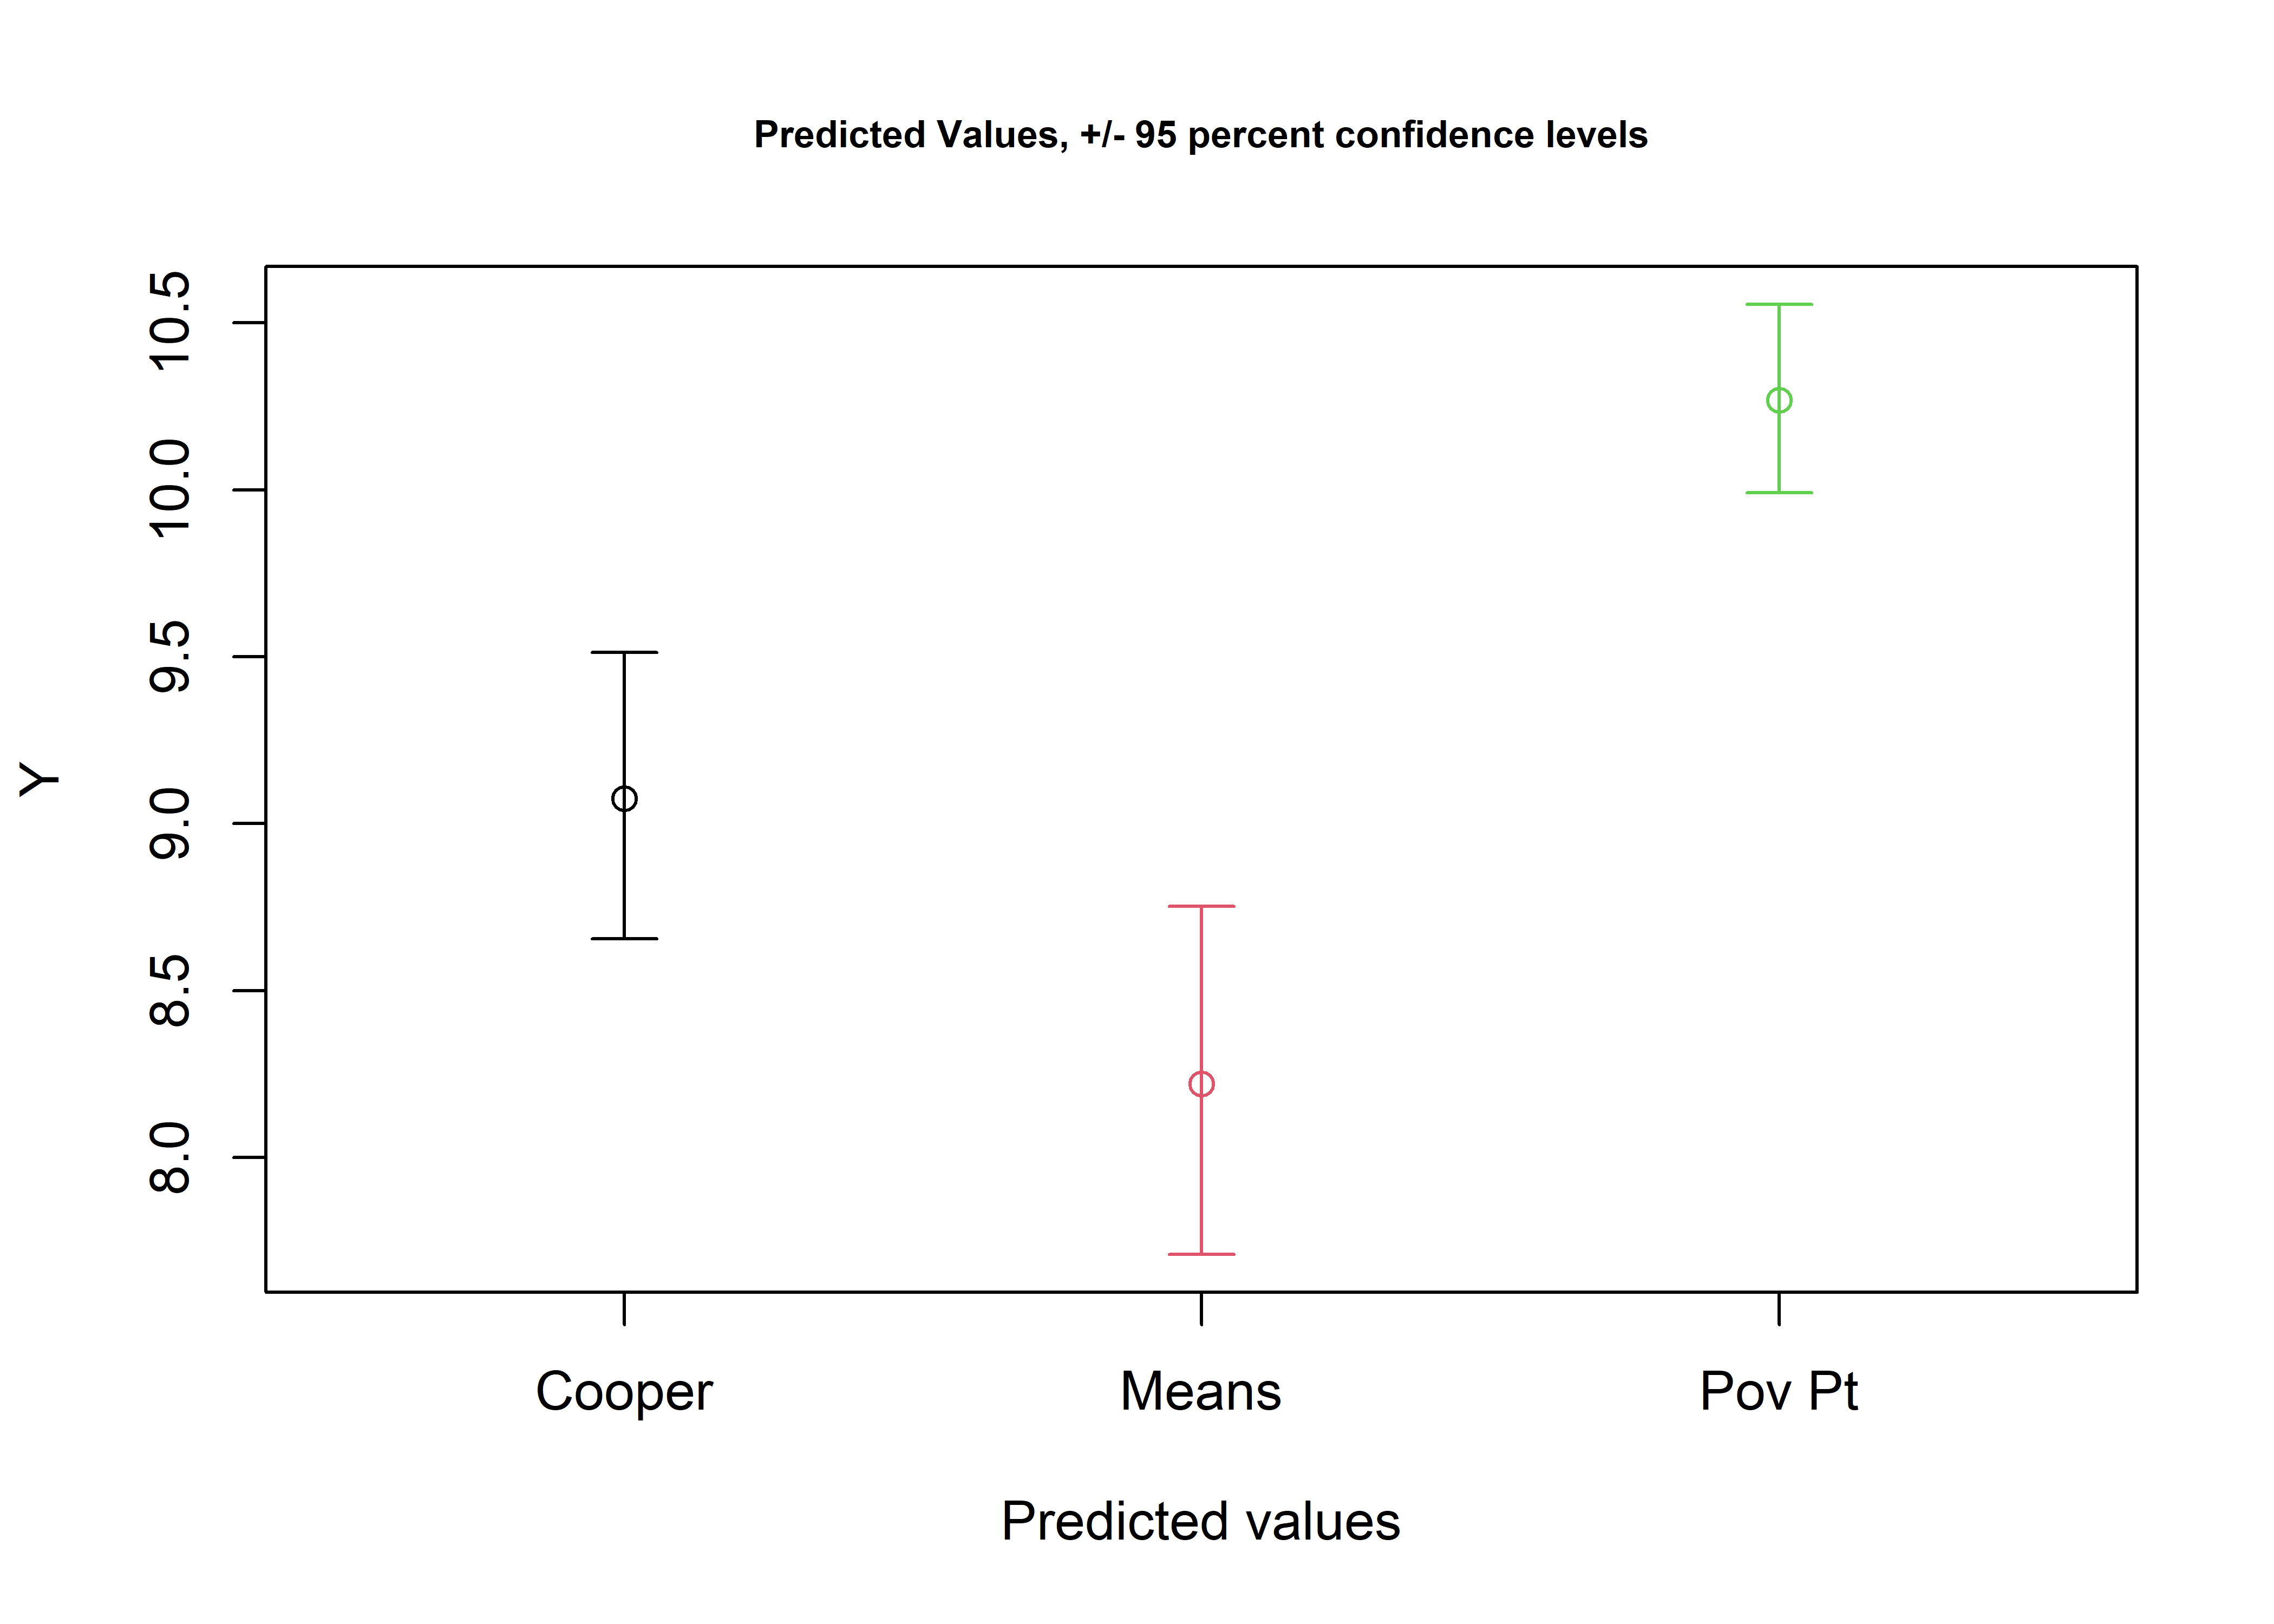 Predicted Values, +/- 95 percent confidence levels
Y
10.5
10.0
9.5
9.0
8.5
8.0
Cooper Means Pov Pt
Predicted values